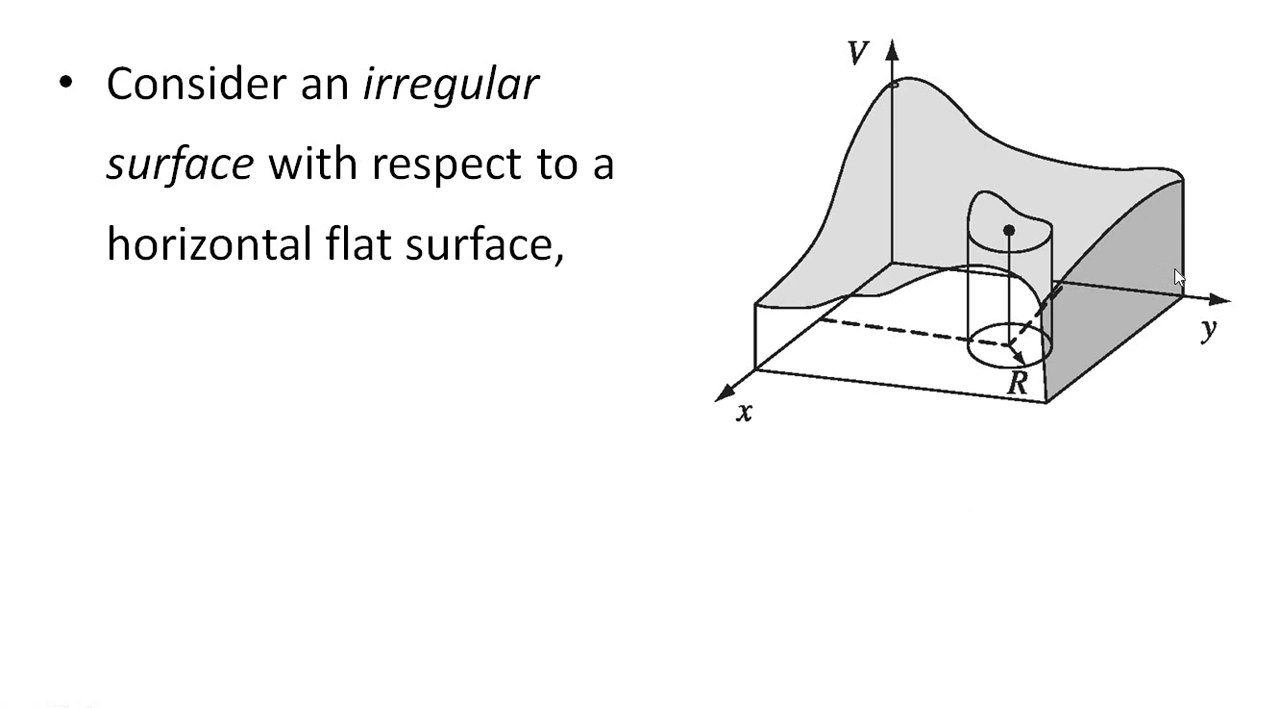 • Consider an irregular
surface with respect to a
horizontal flat surface,
V
y
R
x